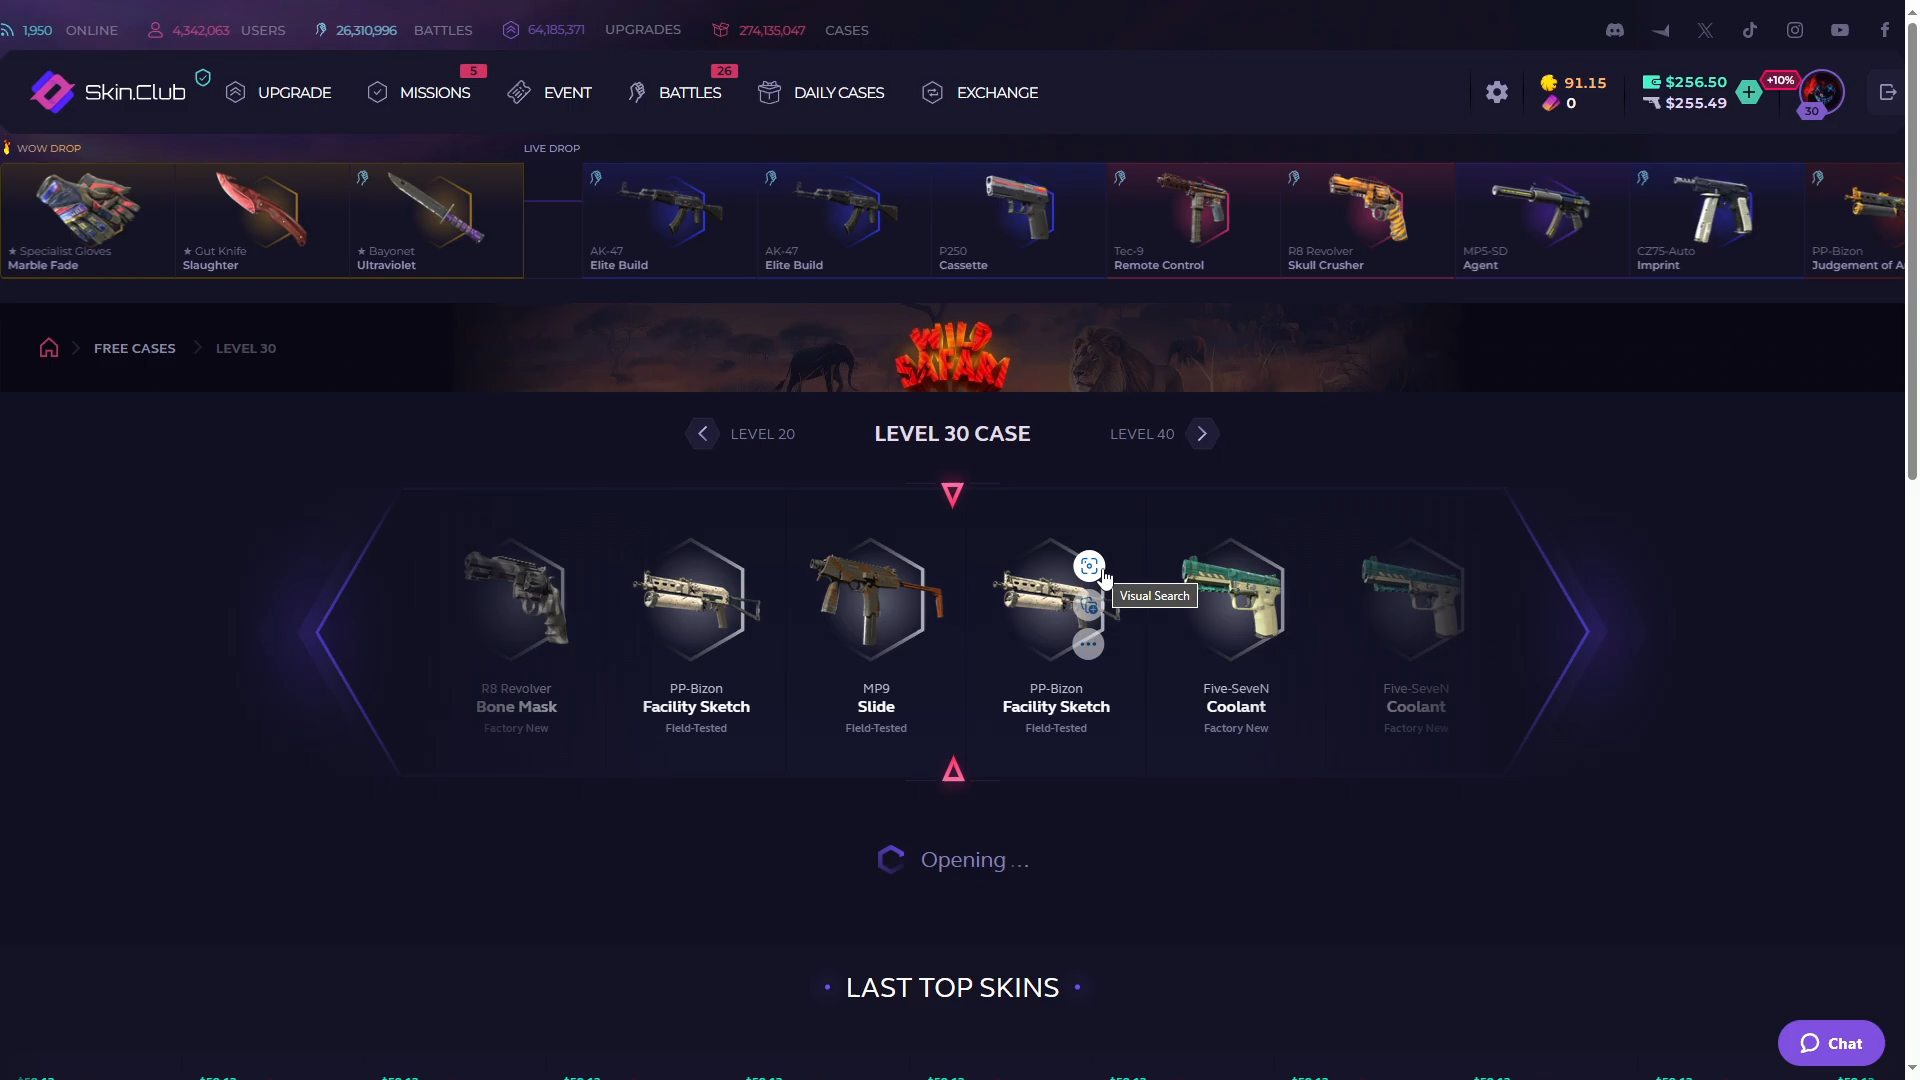 1,950 ONLINE 4,342,063 USERS 26,310,996 BATTLES 64,185,371 UPGRADES 274,135,047 CASES
Skin.Club UPGRADE 5 MISSIONS EVENT 26 BATTLES DAILY CASES EXCHANGE
91.15 $256.50 +10%
0 $255.49 30
WOW DROP LIVE DROP
★ Specialist Gloves ★ Gut Knife ★ Bayonet AK-47 AK-47 P250 Tec-9 R8 Revolver MP5-SD CZ75-Auto PP-Bizon
Marble Fade Slaughter Ultraviolet Elite Build Elite Build Cassette Remote Control Skull Crusher Agent Imprint Judgement of A
WILD
SAFARI
FREE CASES LEVEL 30
LEVEL 20 LEVEL 30 CASE LEVEL 40
Visual Search
R8 Revolver PP-Bizon MP9 PP-Bizon Five-SeveN Five-SeveN
Bone Mask Facility Sketch Slide Facility Sketch Coolant Coolant
Factory New Field-Tested Field-Tested Field-Tested Factory New Factory New
Opening ...
• LAST TOP SKINS •
Chat